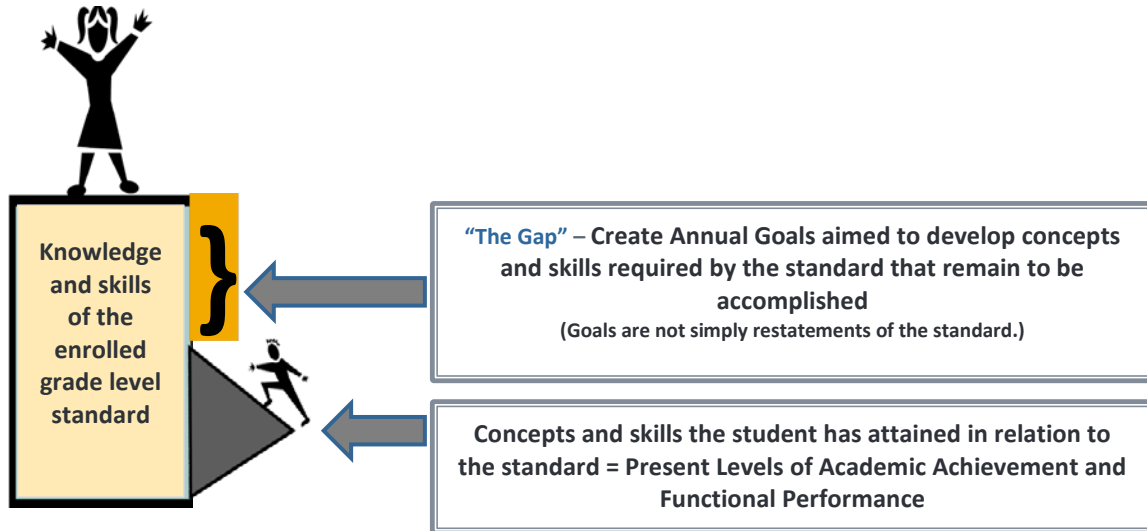 Knowledge
and skills
of the
enrolled
grade level
standard
}
“The Gap” – Create Annual Goals aimed to develop concepts
and skills required by the standard that remain to be
accomplished
(Goals are not simply restatements of the standard.)
Concepts and skills the student has attained in relation to
the standard = Present Levels of Academic Achievement and
Functional Performance